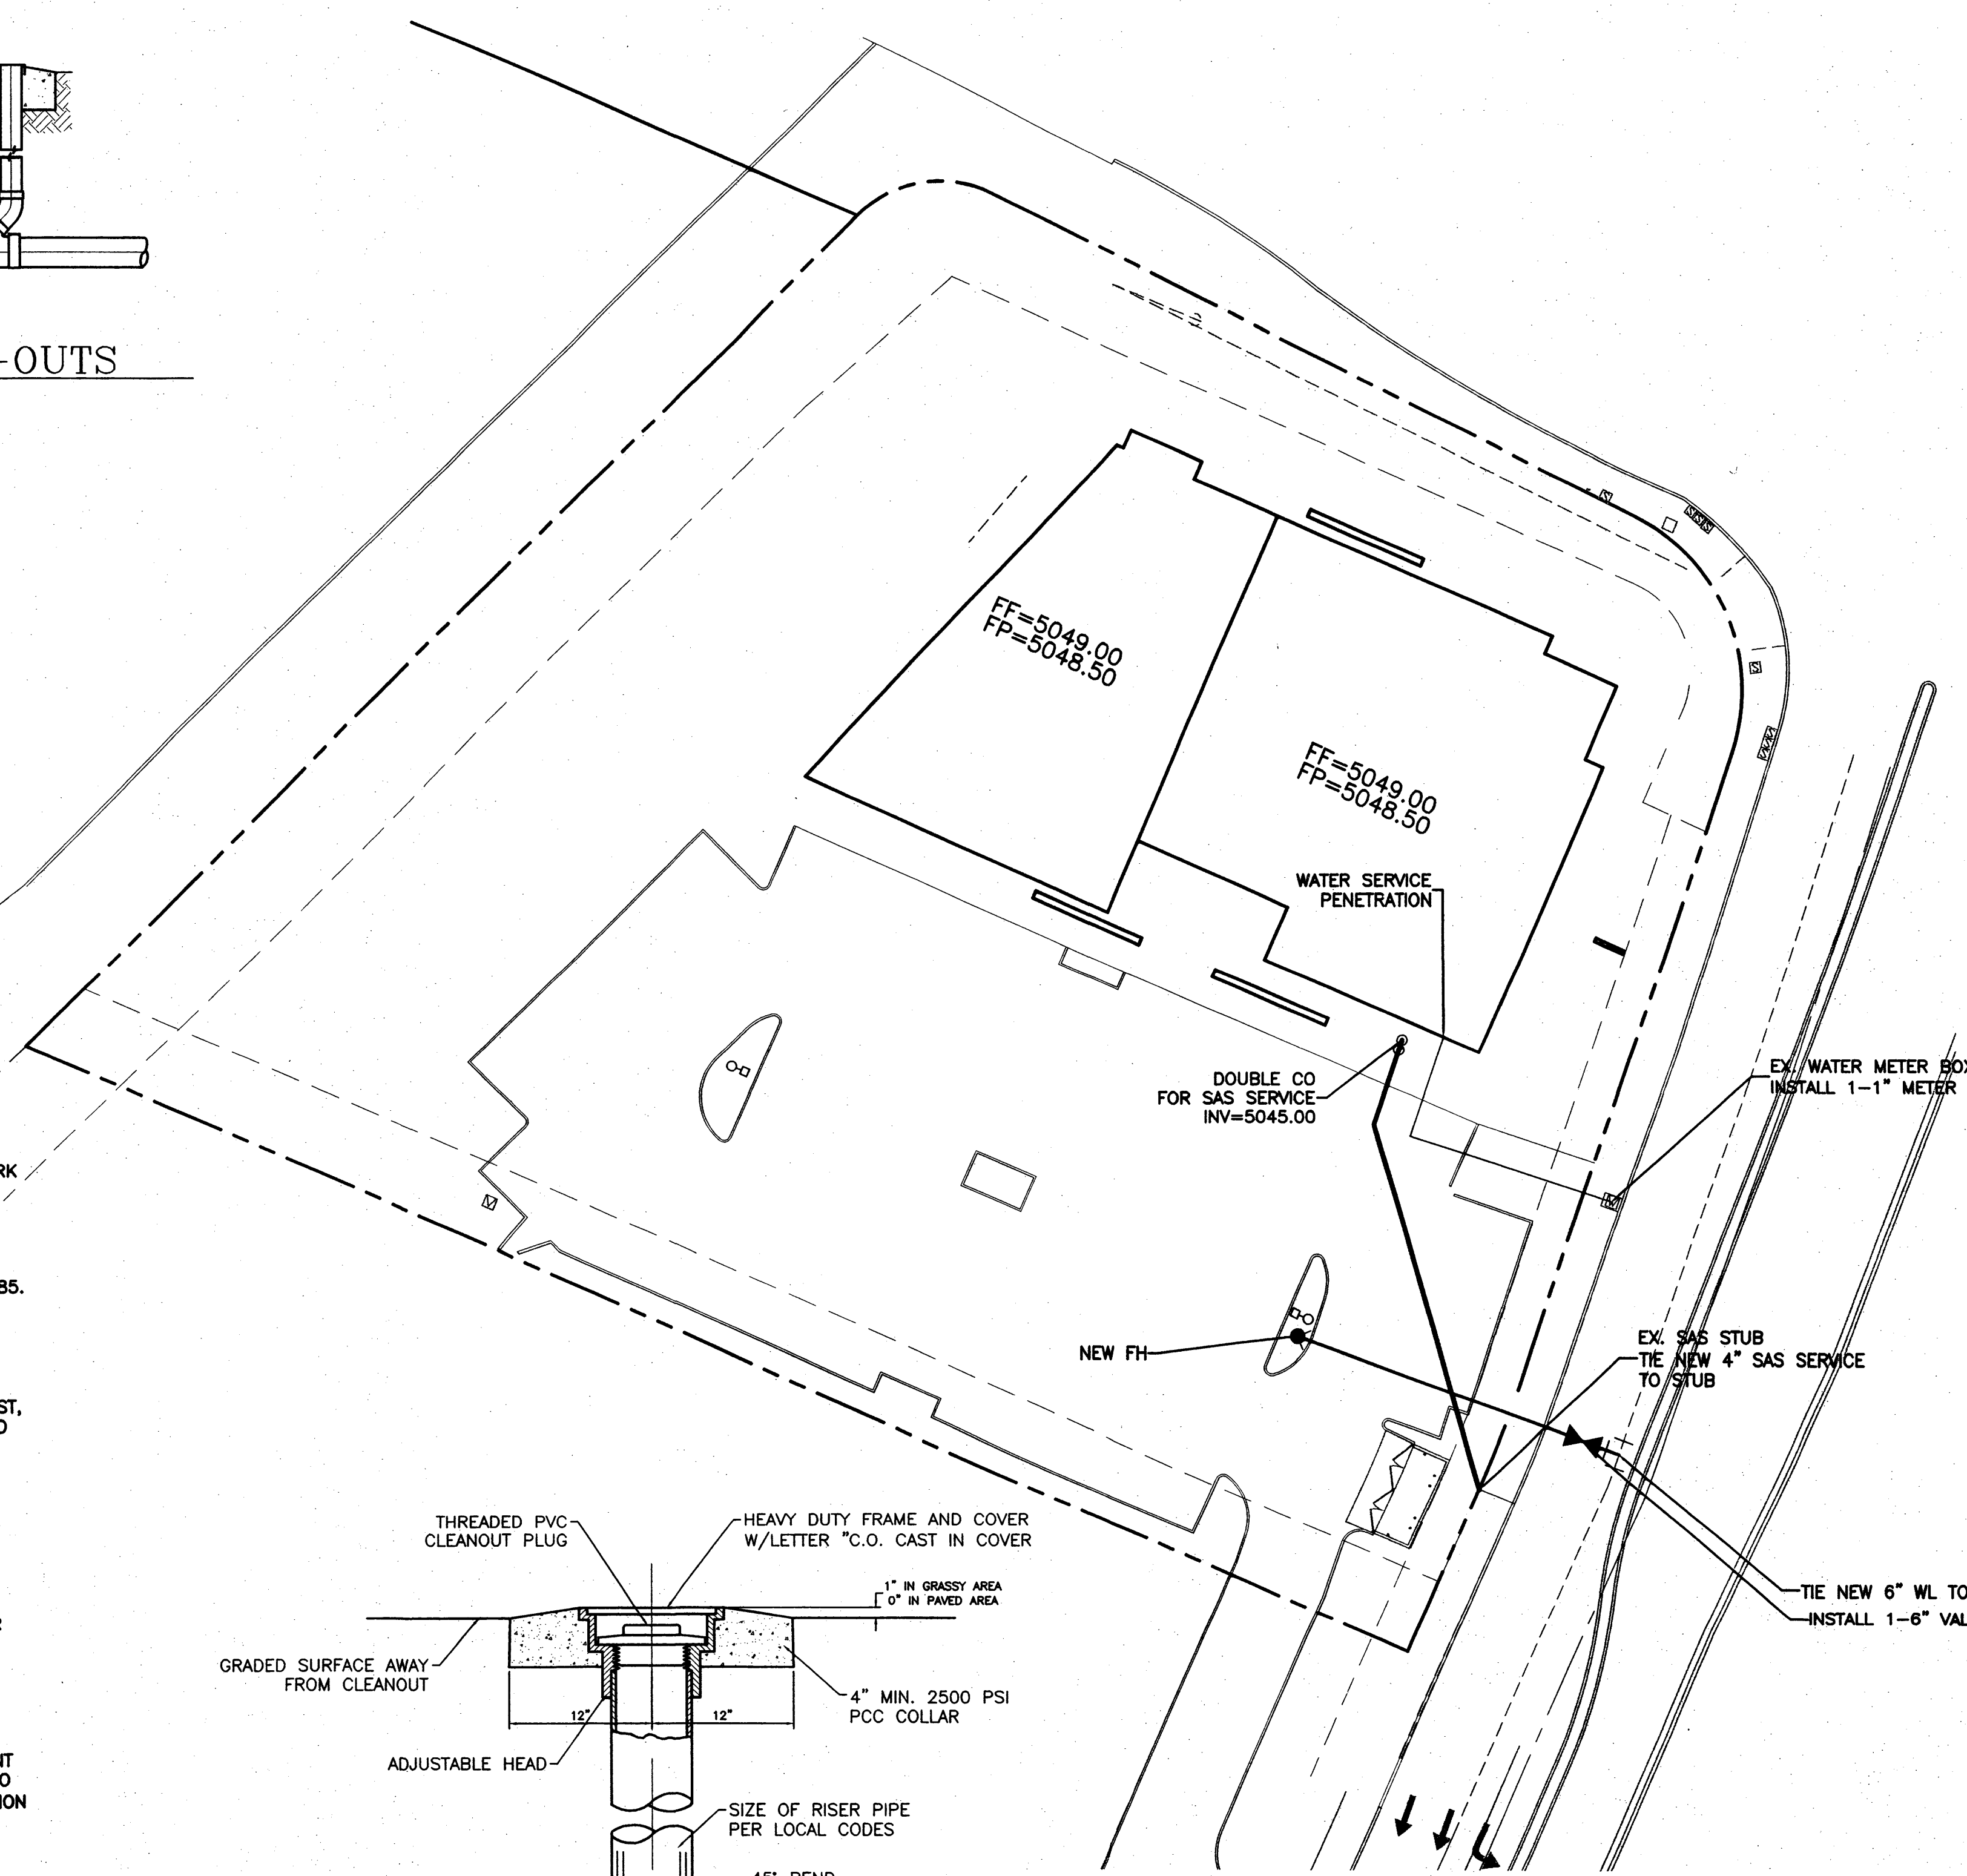 -OUTS
FF=5049.00
FP=5048.50
FF=5049.00
FP=5048.50
WATER SERVICE
PENETRATION
DOUBLE CO
FOR SAS SERVICE
INV=5045.00
EX. WATER METER BOX
INSTALL 1-1" METER
RK
85.
ST,
NEW FH
EX. SAS STUB
TIE NEW 4" SAS SERVICE
TO STUB
TIE NEW 6" WL TO
INSTALL 1-6" VAL
THREADED PVC
CLEANOUT PLUG
HEAVY DUTY FRAME AND COVER
W/LETTER "C.O. CAST IN COVER
1" IN GRASSY AREA
0" IN PAVED AREA
GRADED SURFACE AWAY
FROM CLEANOUT
4" MIN. 2500 PSI
PCC COLLAR
12"
12"
ADJUSTABLE HEAD
NT
ION
SIZE OF RISER PIPE
PER LOCAL CODES
45° BEND